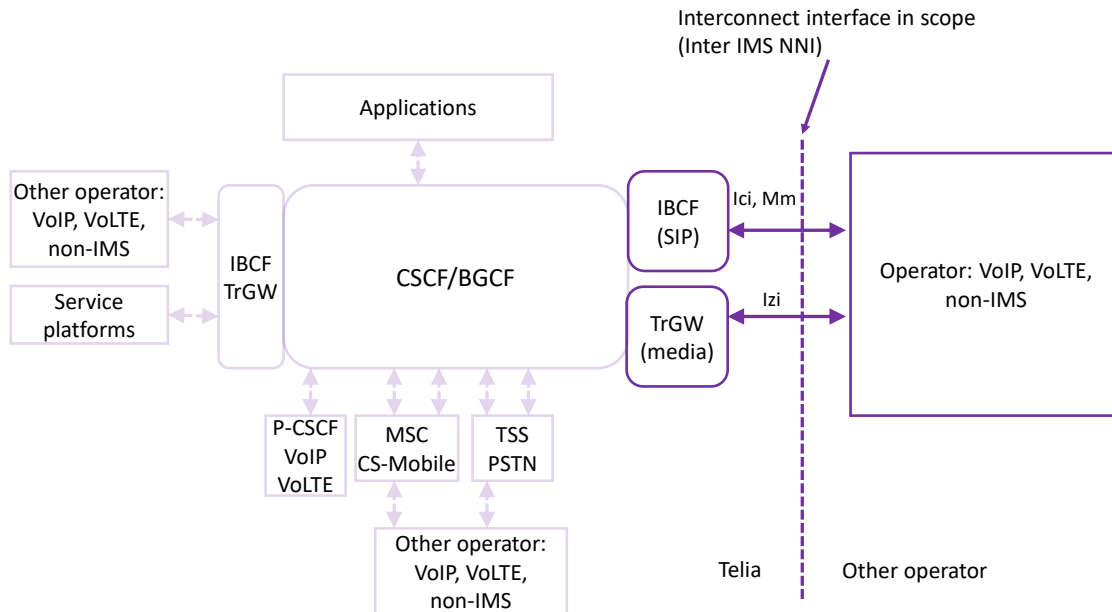 Interconnect interface in scope
(Inter IMS NNI)
Applications
Other operator:
VoIP, VoLTE,
non-IMS
Service
platforms
IBCF
TrGW
CSCF/BGCF
IBCF
(SIP)
TrGW
(media)
Ici, Mm
Izi
Operator: VoIP, VoLTE,
non-IMS
P-CSCF
VoIP
VoLTE
MSC
CS-Mobile
TSS
PSTN
Other operator:
VoIP, VoLTE,
non-IMS
Telia
Other operator